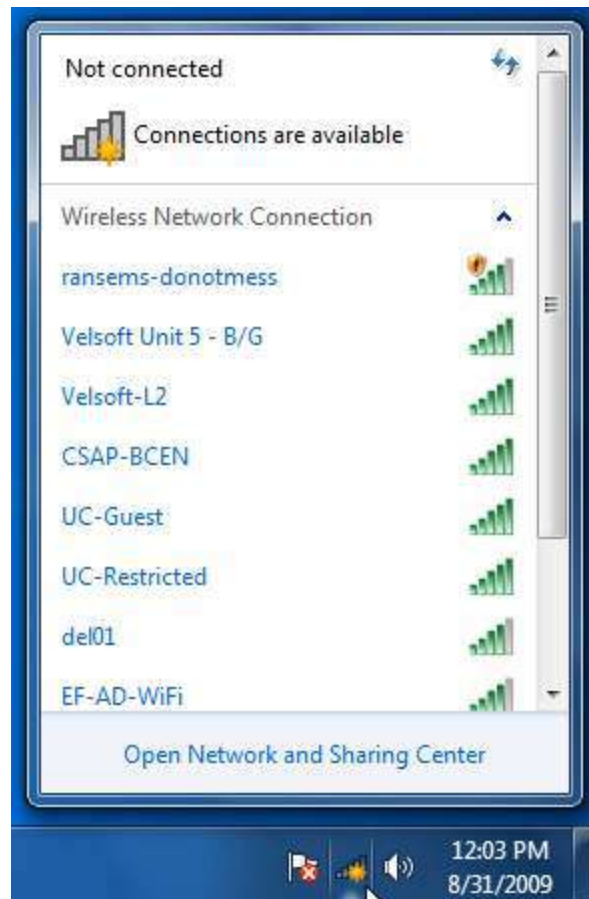 Not connected
Connections are available
Wireless Network Connection
ransems-donotmess
Velsoft Unit 5 - B/G
Velsoft-L2
CSAP-BCEN
UC-Guest
UC-Restricted
del01
EF-AD-WiFi
Open Network and Sharing Center
12:03 PM
8/31/2009